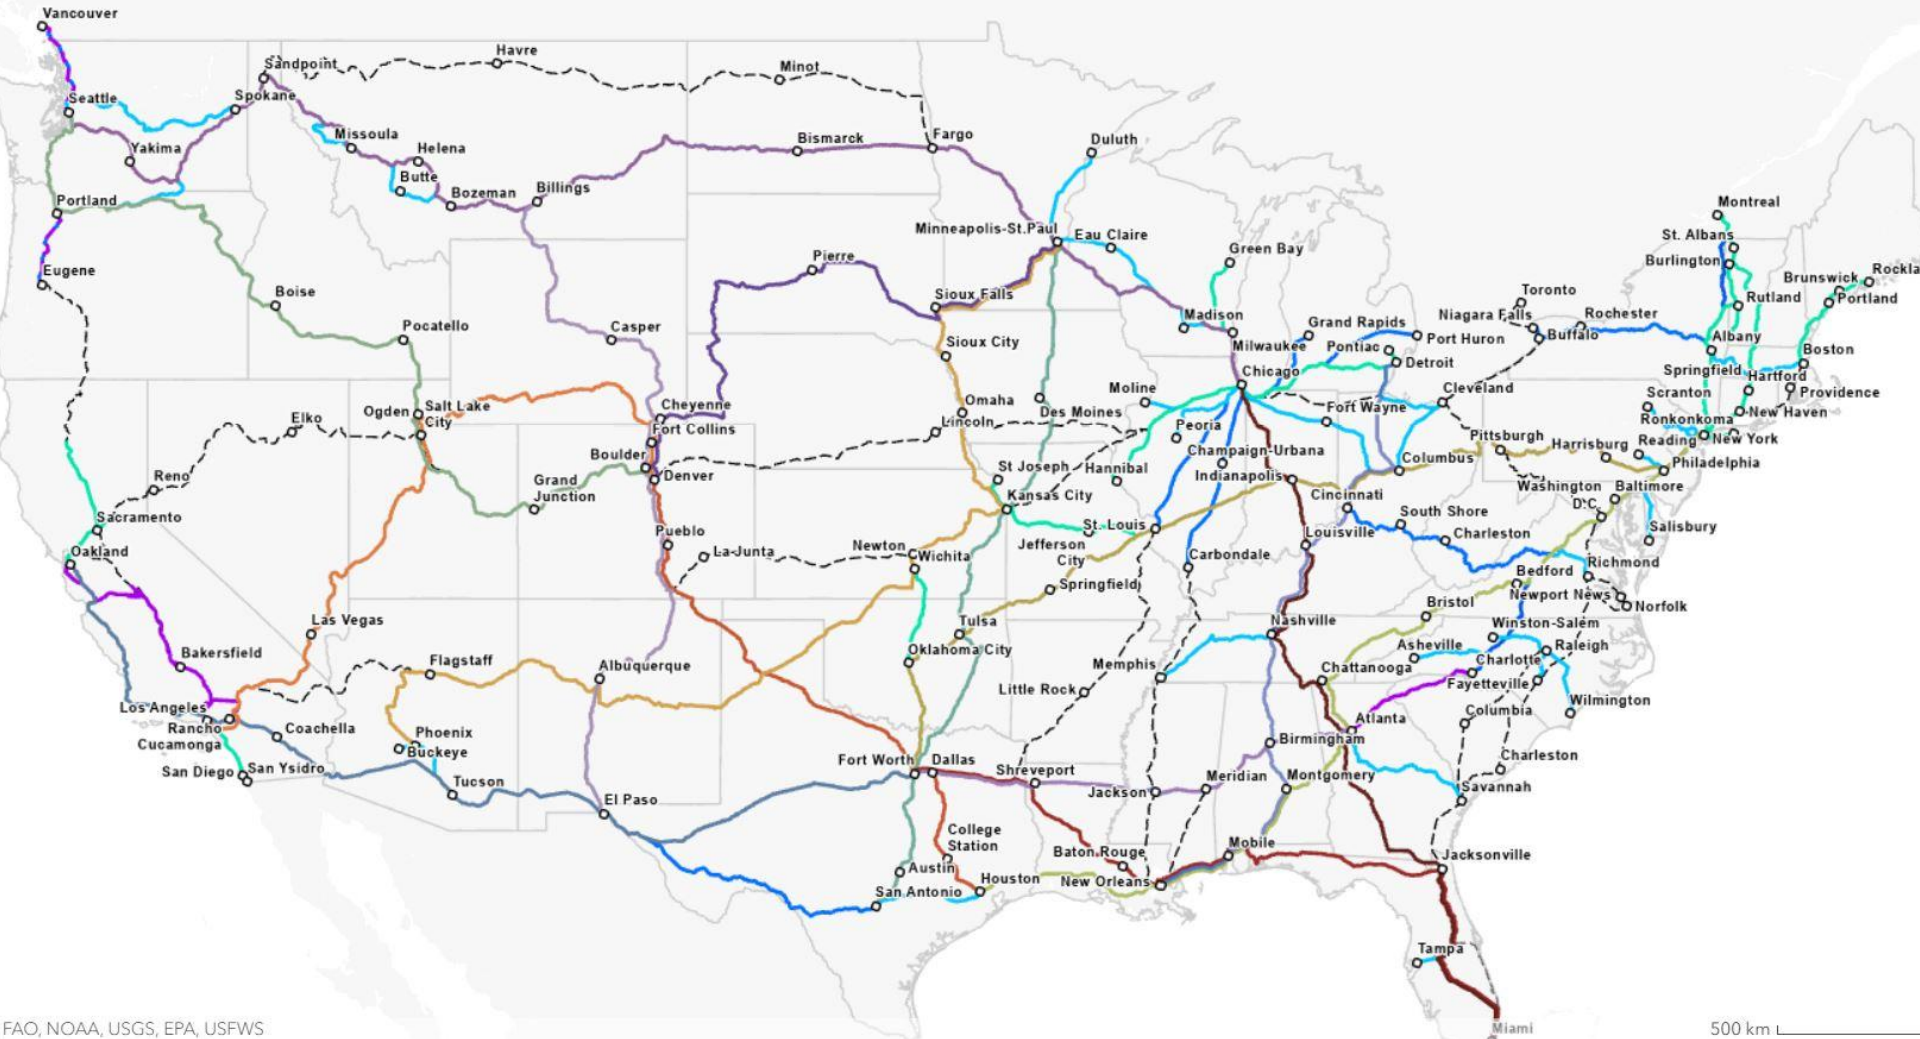 Vancouver
Havre
Sandpoint
Minot
Seattle
Spokane
Yakima
Missoula
Helena
Butte
Bozeman
Billings
Bismarck
Fargo
Duluth
Portland
Eugene
Boise
Pocatello
Casper
Pierre
Minneapolis-St.Paul
Eau Claire
Green Bay
Sioux Falls
Sioux City
Madison
Milwaukee
Grand Rapids
Port Huron
Pontiac
Detroit
Chicago
Toronto
Niagara Falls
Buffalo
Rochester
Montreal
St. Albans
Burlington
Rutland
Brunswick
Rockla
Portland
Albany
Boston
Springfield
Hartford
Providence
Scranton
New Haven
Ronkonkoma
New York
Reading
Philadelphia
Harrisburg
Pittsburgh
Cleveland
Fort Wayne
Columbus
Moline
Peoria
Champaign-Urbana
Indianapolis
Cincinnati
Omaha
Lincoln
Des Moines
St Joseph
Hannibal
Kansas City
St. Louis
Jefferson
City
Springfield
Carbondale
Louisville
South Shore
Charleston
Washington
D.C.
Baltimore
Salisbury
Richmond
Bedford
Newport News
Norfolk
Bristol
Winston-Salem
Raleigh
Asheville
Charlotte
Fayetteville
Wilmington
Columbia
Charleston
Savannah
Chattanooga
Atlanta
Nashville
Memphis
Little Rock
Birmingham
Montgomery
Meridian
Jackson
Shreveport
Mobile
Baton Rouge
New Orleans
Jacksonville
Tampa
Miami
Elko
Reno
Ogden
Salt Lake
City
Cheyenne
Fort Collins
Boulder
Denver
Grand
Junction
Pueblo
La-Junta
Newton
Wichita
Tulsa
Oklahoma City
Sacramento
Oakland
Las Vegas
Bakersfield
Flagstaff
Albuquerque
Los Angeles
Rancho
Cucamonga
Coachella
Phoenix
Buckeye
San Diego
San Ysidro
Tucson
El Paso
Fort Worth
Dallas
College
Station
Austin
Houston
San Antonio
FAO, NOAA, USGS, EPA, USFWS
500 km